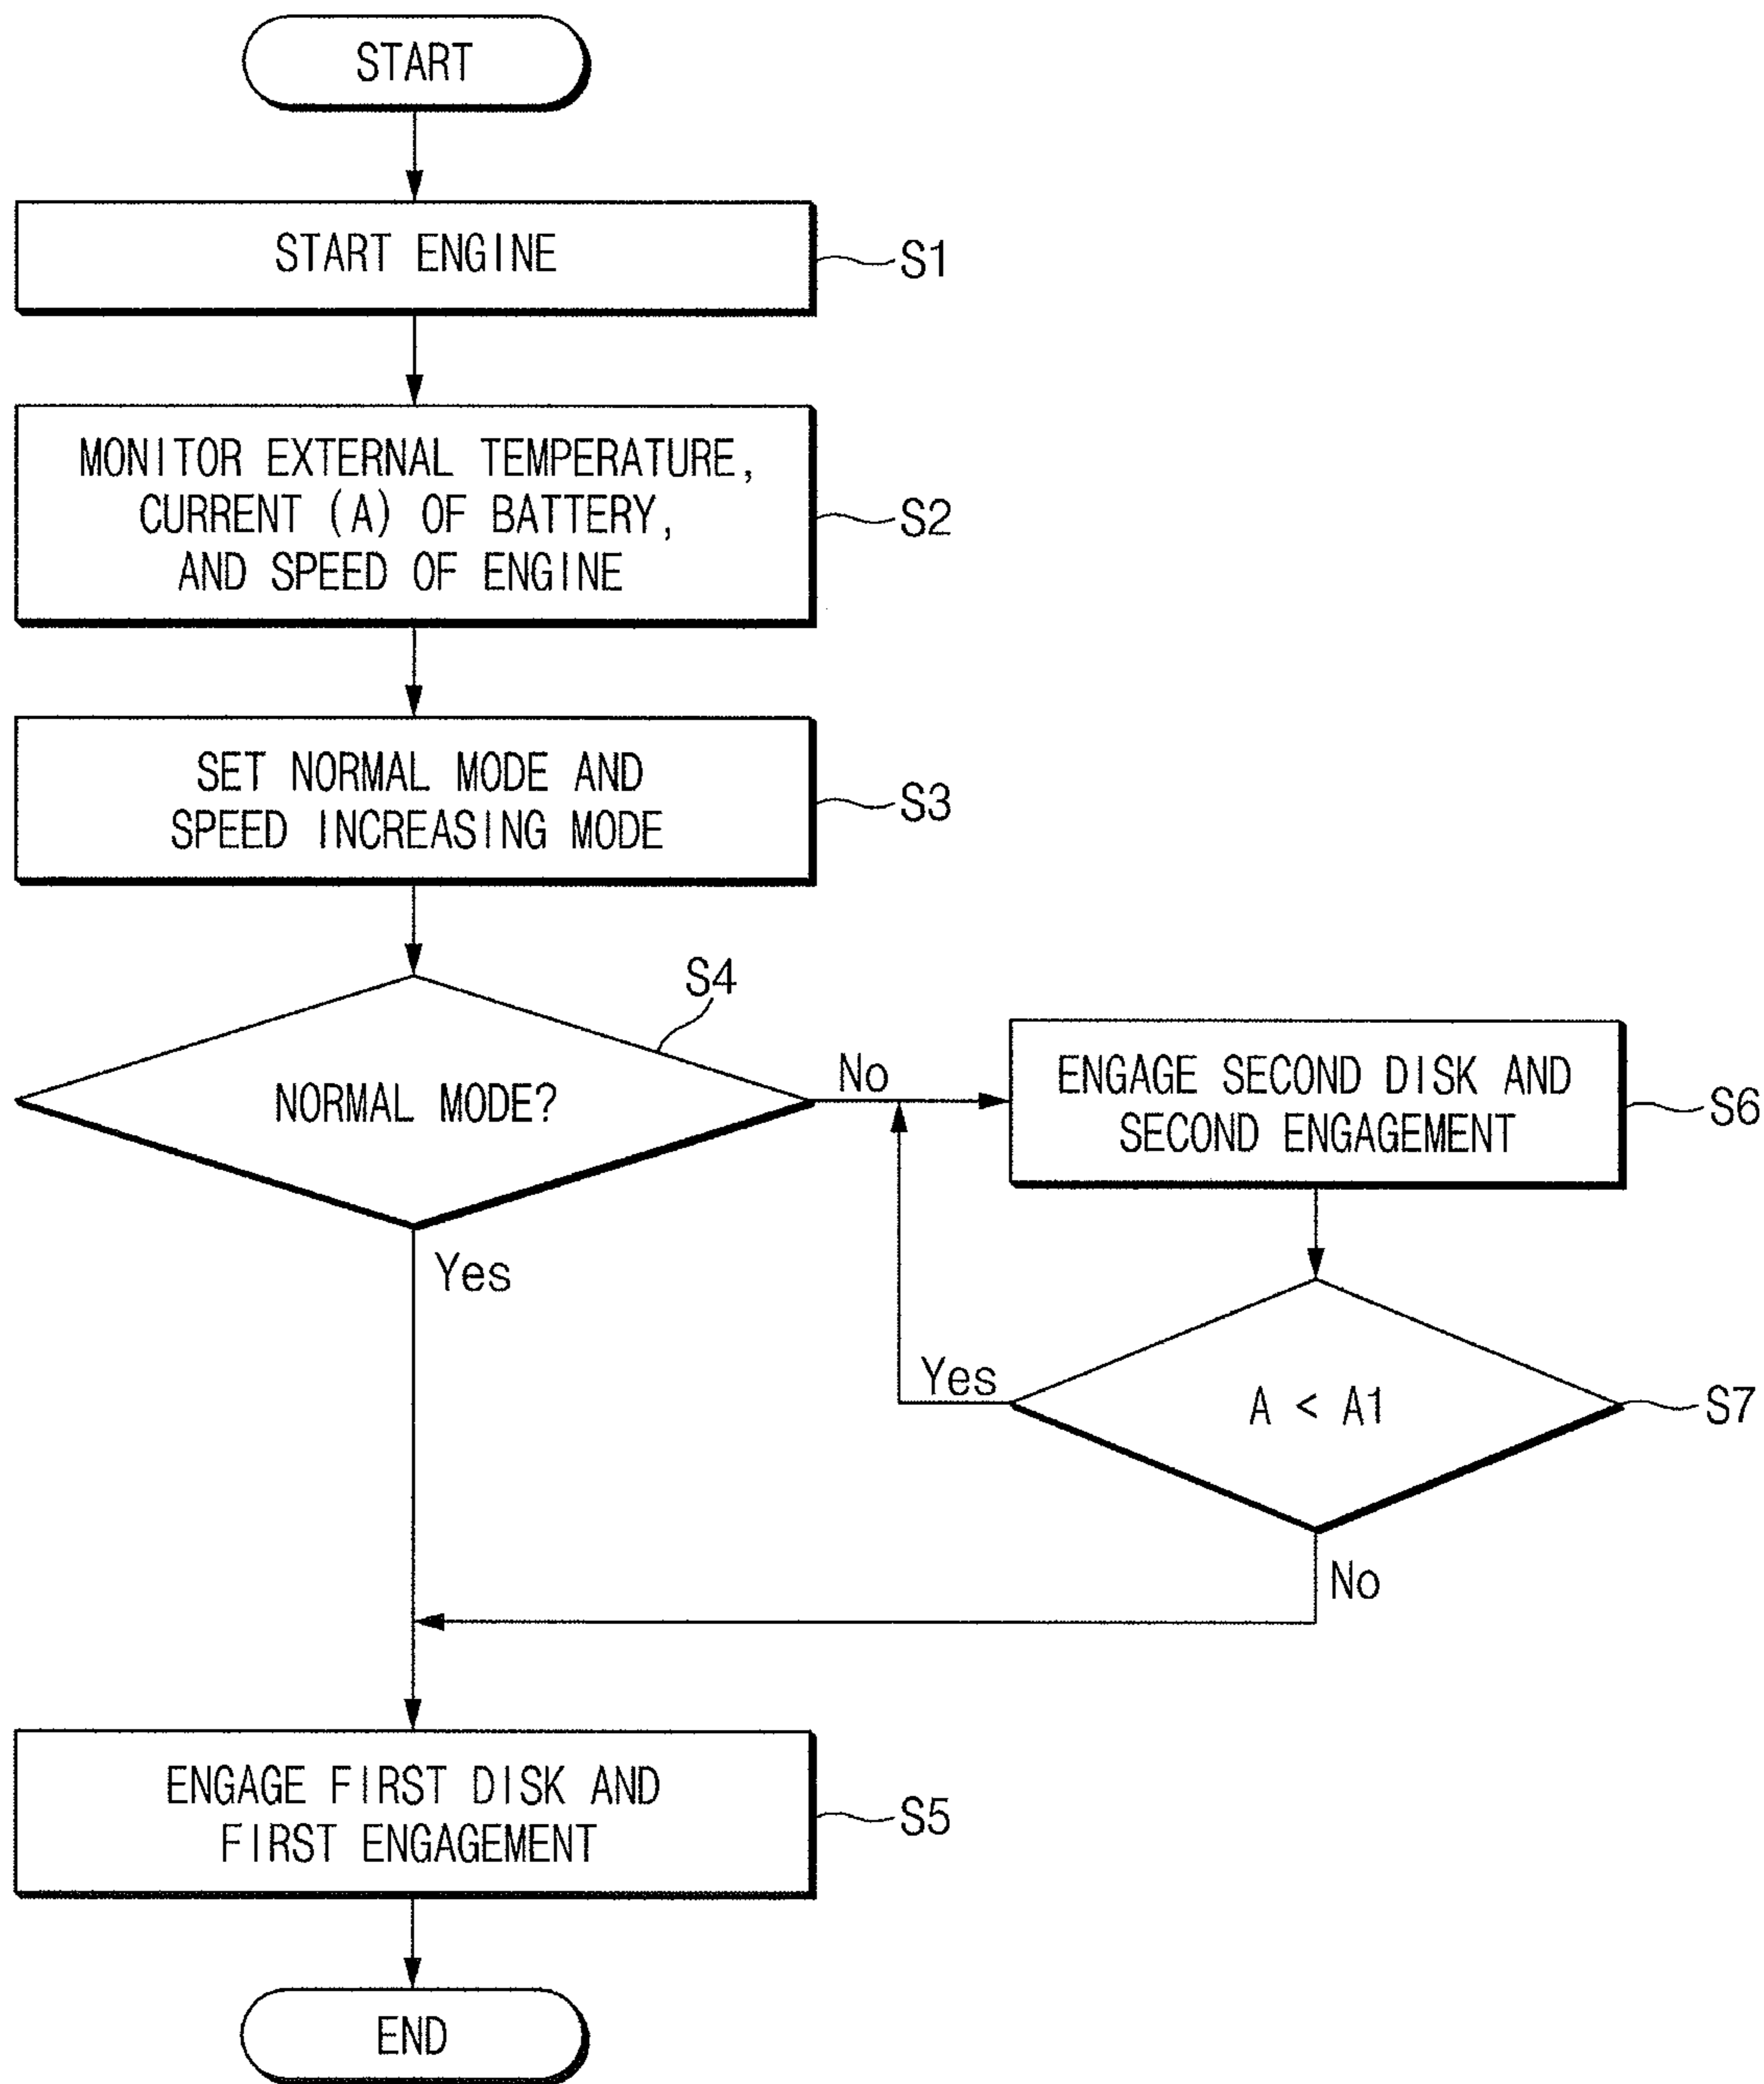 START
START ENGINE
S1
MONITOR EXTERNAL TEMPERATURE,
CURRENT (A) OF BATTERY,
AND SPEED OF ENGINE
S2
SET NORMAL MODE AND
SPEED INCREASING MODE
S3
S4
NORMAL MODE?
No
ENGAGE SECOND DISK AND
SECOND ENGAGEMENT
S6
Yes
Yes
A < A1
S7
No
ENGAGE FIRST DISK AND
FIRST ENGAGEMENT
S5
END